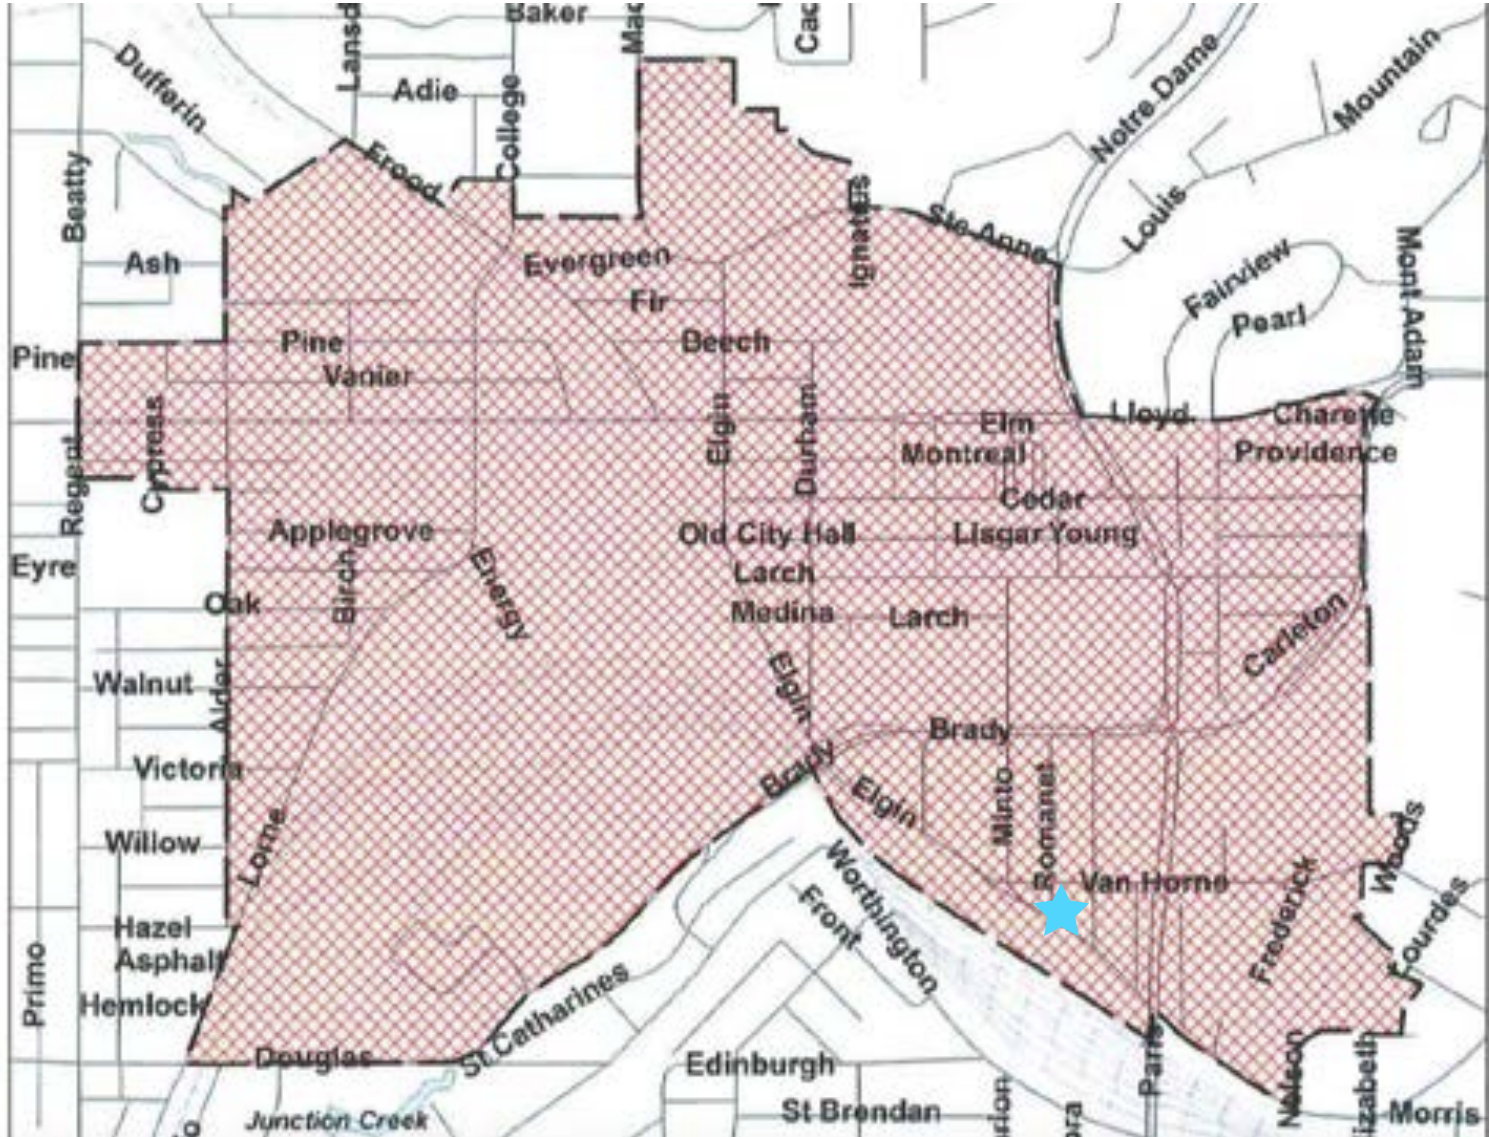 Baker
Dufferin
Adie
College
Frood
Notre Dame
Mountain
Beatty
Ash
Evergreen
Fir
Ignatius
Ste Anne
Louis
Fairview
Pearl
Mont Adam
Pine
Pine
Vanier
Beech
Cypress
Regent
Elgin
Durham
Elm
Montreal
Lloyd.
Charette
Providence
Cedar
Applegrove
Old City Hall
Lisgar
Young
Eyre
Birch
Energy
Larch
Oak
Medina
Larch
Carleton
Walnut
Alder
Elgin
Brady
Victoria
Brady
Elgin
Minto
Romanet
Willow
Lorne
Worthington
Van Horne
Woods
Front
Frederick
Lourdes
Hazel
Asphalt
Primo
Hemlock
St Catharines
Douglas
Edinburgh
Paris
Nelson
Junction Creek
St Brendan
Morris